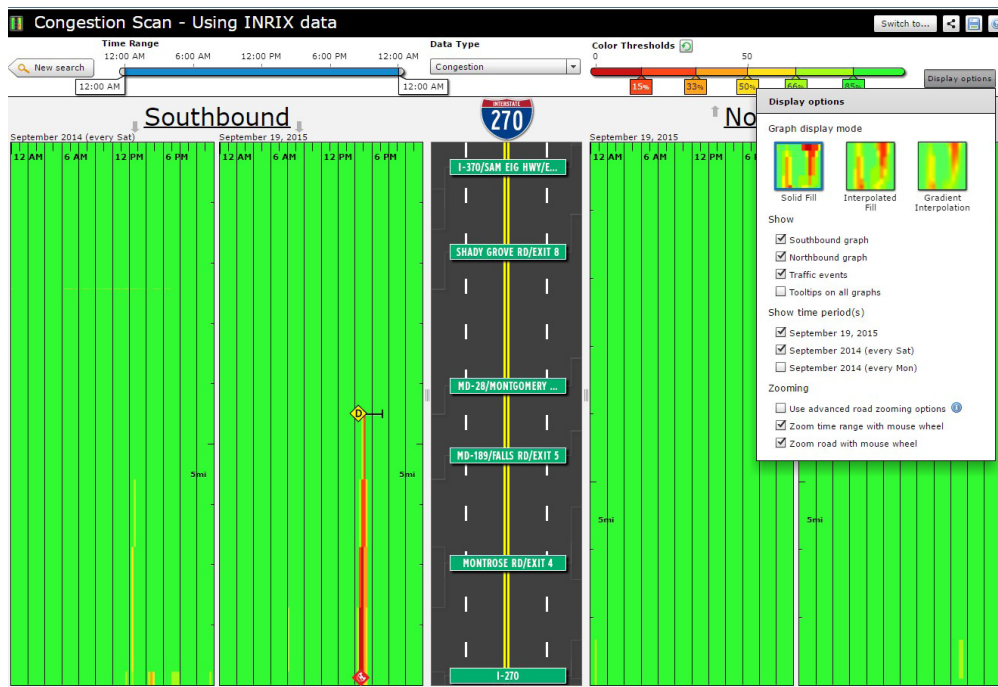 Congestion Scan - Using INRIX data
Switch to...
Time Range
Data Type
Color Thresholds
New search
12:00 AM 6:00 AM 12:00 PM 6:00 PM 12:00 AM
12:00 AM
12:00 AM
Congestion
0 50
15% 33% 50% 66% 85%
Display options
Southbound
INTERSTATE
270
No
September 2014 (every Sat)
September 19, 2015
September 19, 2015
12 AM 6 AM 12 PM 6 PM
12 AM 6 AM 12 PM 6 PM
12 AM 6 AM 12 PM
I-370/SAM EIG HWY/E...
SHADY GROVE RD/EXIT 8
MD-28/MONTGOMERY ...
D
MD-189/FALLS RD/EXIT 5
5mi
5mi
5mi
5mi
MONTROSE RD/EXIT 4
I-270
Display options
Graph display mode
Solid Fill
Interpolated
Fill
Gradient
Interpolation
Show
Southbound graph
Northbound graph
Traffic events
Tooltips on all graphs
Show time period(s)
September 19, 2015
September 2014 (every Sat)
September 2014 (every Mon)
Zooming
Use advanced road zooming options
Zoom time range with mouse wheel
Zoom road with mouse wheel